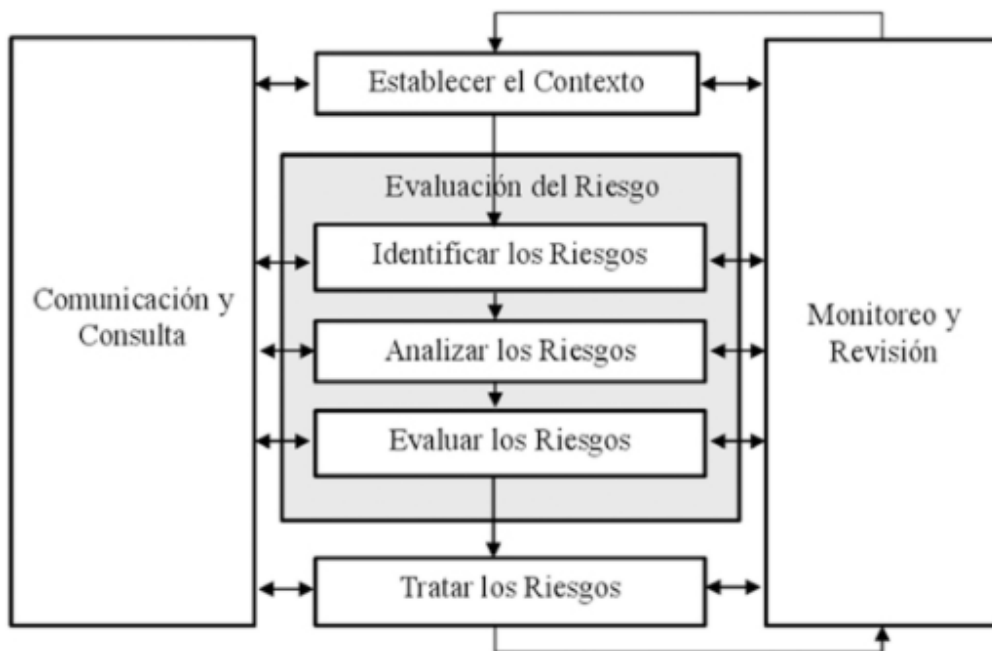 Establecer el Contexto
Evaluación del Riesgo
Identificar los Riesgos
Comunicación y
Consulta
Analizar los Riesgos
Monitoreo y
Revisión
Evaluar los Riesgos
Tratar los Riesgos